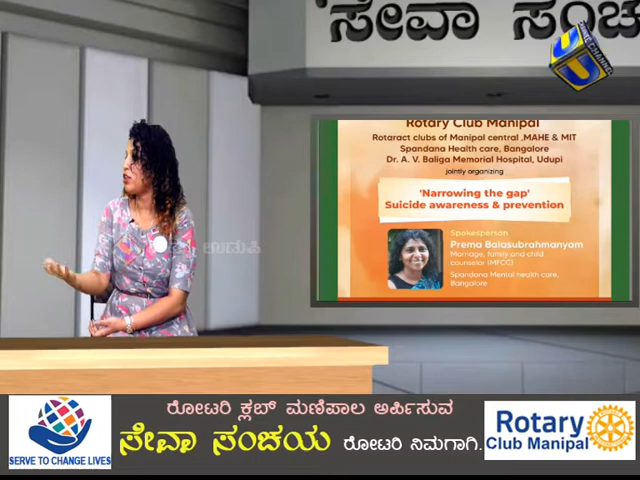 'ಸೇವಾ ಸಂಚಯ
Rotary Club Manipal
Rotaract clubs of Manipal central ,MAHE & MIT
Spandana Health care, Bangalore
Dr. A. V. Baliga Memorial Hospital, Udupi
jointly organizing
'Narrowing the gap'
Suicide awareness & prevention
Spokesperson
Prema Balasubrahmanyam
Marriage, family and child
counselor (MFCC)
Spandana Mental health care,
Bangalore
ಉಡುಪಿ
ರೋಟರಿ ಕ್ಲಬ್ ಮಣಿಪಾಲ ಅರ್ಪಿಸುವ
ಸೇವಾ ಸಂಚಯ ರೋಟರಿ ನಿಮಗಾಗಿ.
SERVE TO CHANGE LIVES
Rotary
Club Manipal